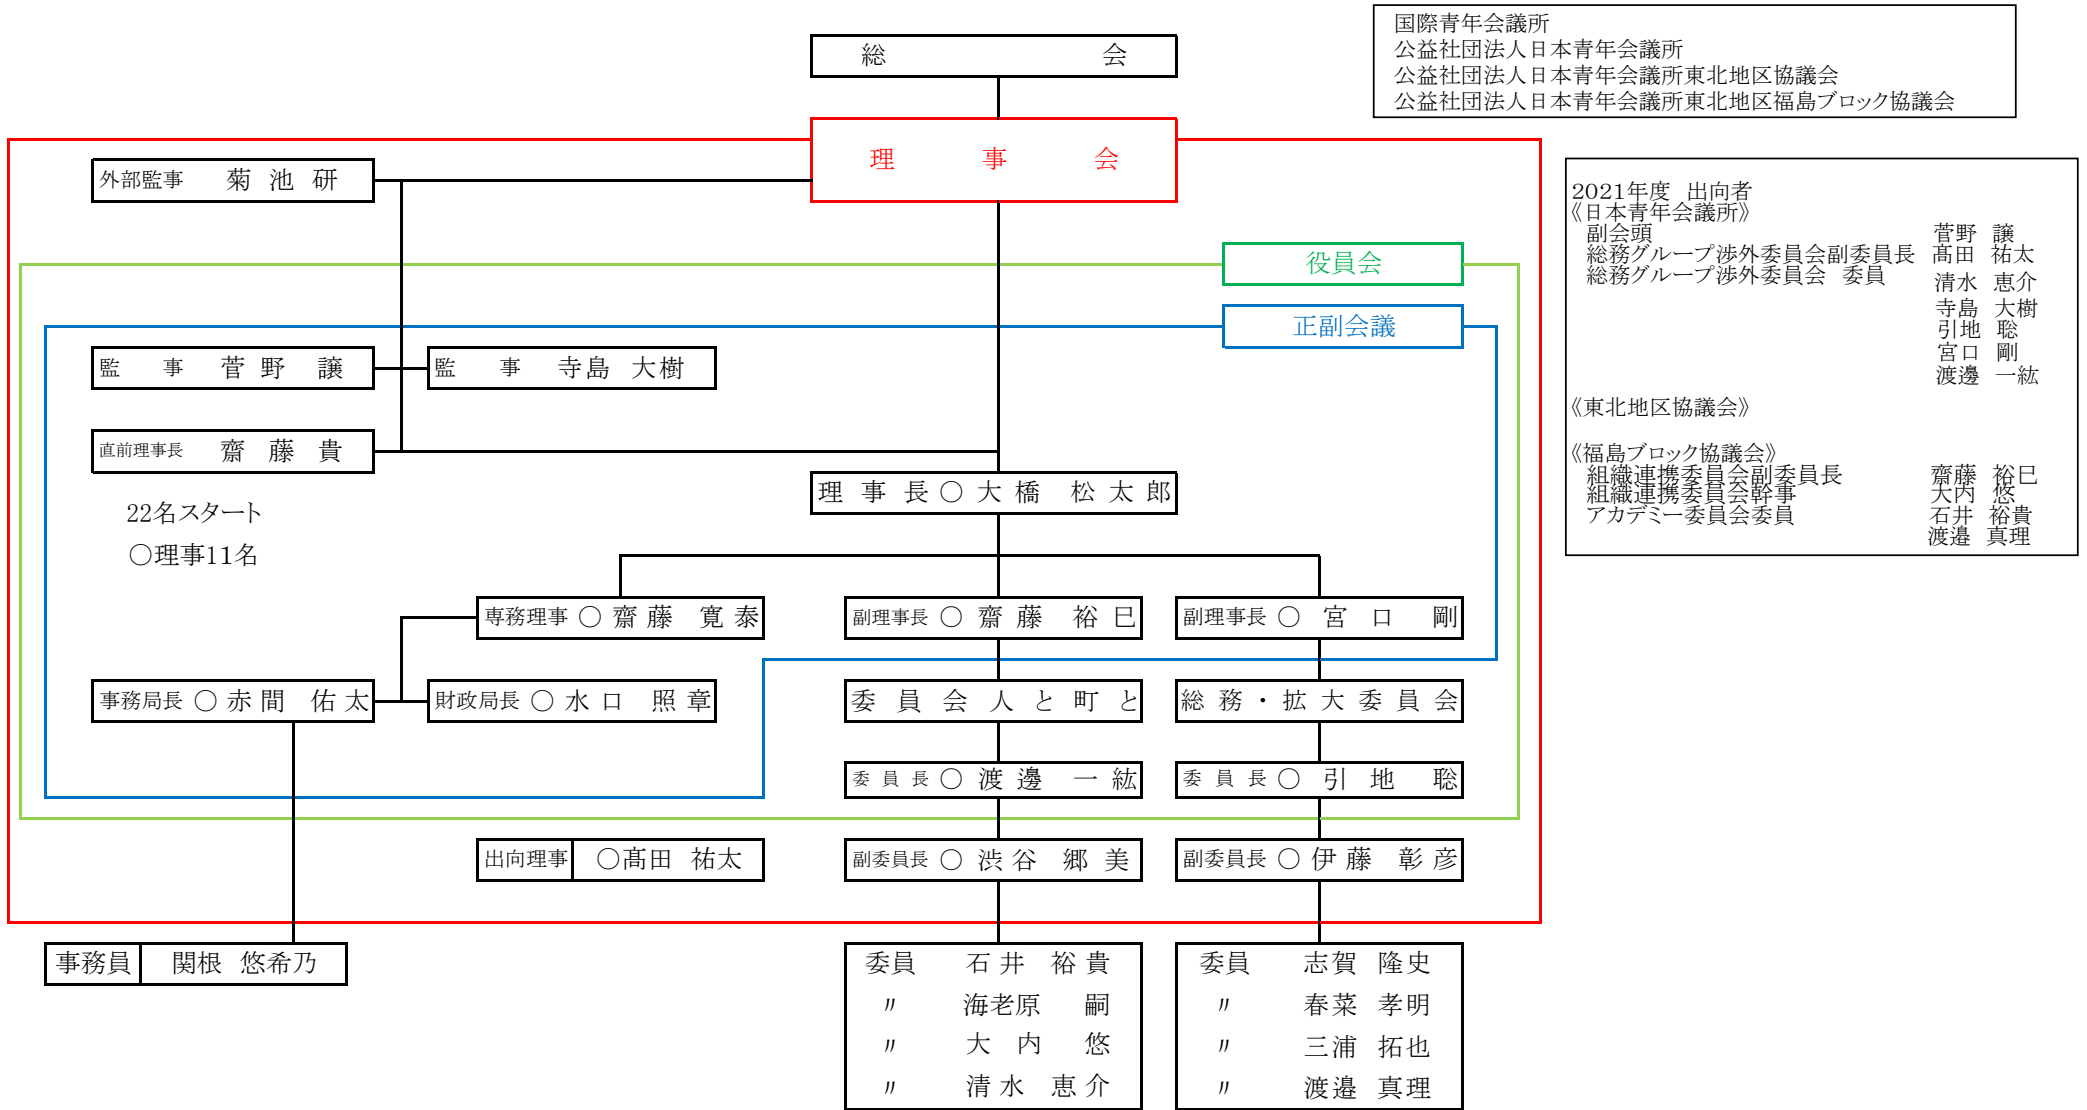 国際青年会議所
公益社団法人日本青年会議所
公益社団法人日本青年会議所東北地区協議会
公益社団法人日本青年会議所東北地区福島ブロック協議会
総 会
理 事 会
外部監事 菊 池 研
役員会
正副会議
監 事 菅 野 譲
監 事 寺島 大樹
直前理事長 齋 藤 貴
22名スタート
○理事11名
理 事 長 ○ 大 橋 松 太 郎
専務理事 ○ 齋 藤 寛 泰
副理事長 ○ 齋 藤 裕 巳
副理事長 ○ 宮 口 剛
事務局長 ○ 赤 間 佑 太
財政局長 ○ 水 口 照 章
委 員 会 人 と 町 と
総 務 ・ 拡 大 委 員 会
委 員 長 ○ 渡 邊 一 紘
委 員 長 ○ 引 地 聡
出向理事 ○髙田 祐太
副委員長 ○ 渋 谷 郷 美
副委員長 ○ 伊 藤 彰 彦
事務員 関根 悠希乃
委員 石 井 裕 貴
〃 海老原 嗣
〃 大 内 悠
〃 清 水 恵 介
委員 志賀 隆史
〃 春菜 孝明
〃 三浦 拓也
〃 渡邉 真理
2021年度 出向者
《日本青年会議所》
副会頭 菅野 譲
総務グループ渉外委員会副委員長 髙田 祐太
総務グループ渉外委員会 委員 清水 恵介
寺島 大樹
引地 聡
宮口 剛
渡邊 一紘
《東北地区協議会》
《福島ブロック協議会》
組織連携委員会副委員長 齋藤 裕巳
組織連携委員会幹事 大内 悠
アカデミー委員会委員 石井 裕貴
渡邉 真理